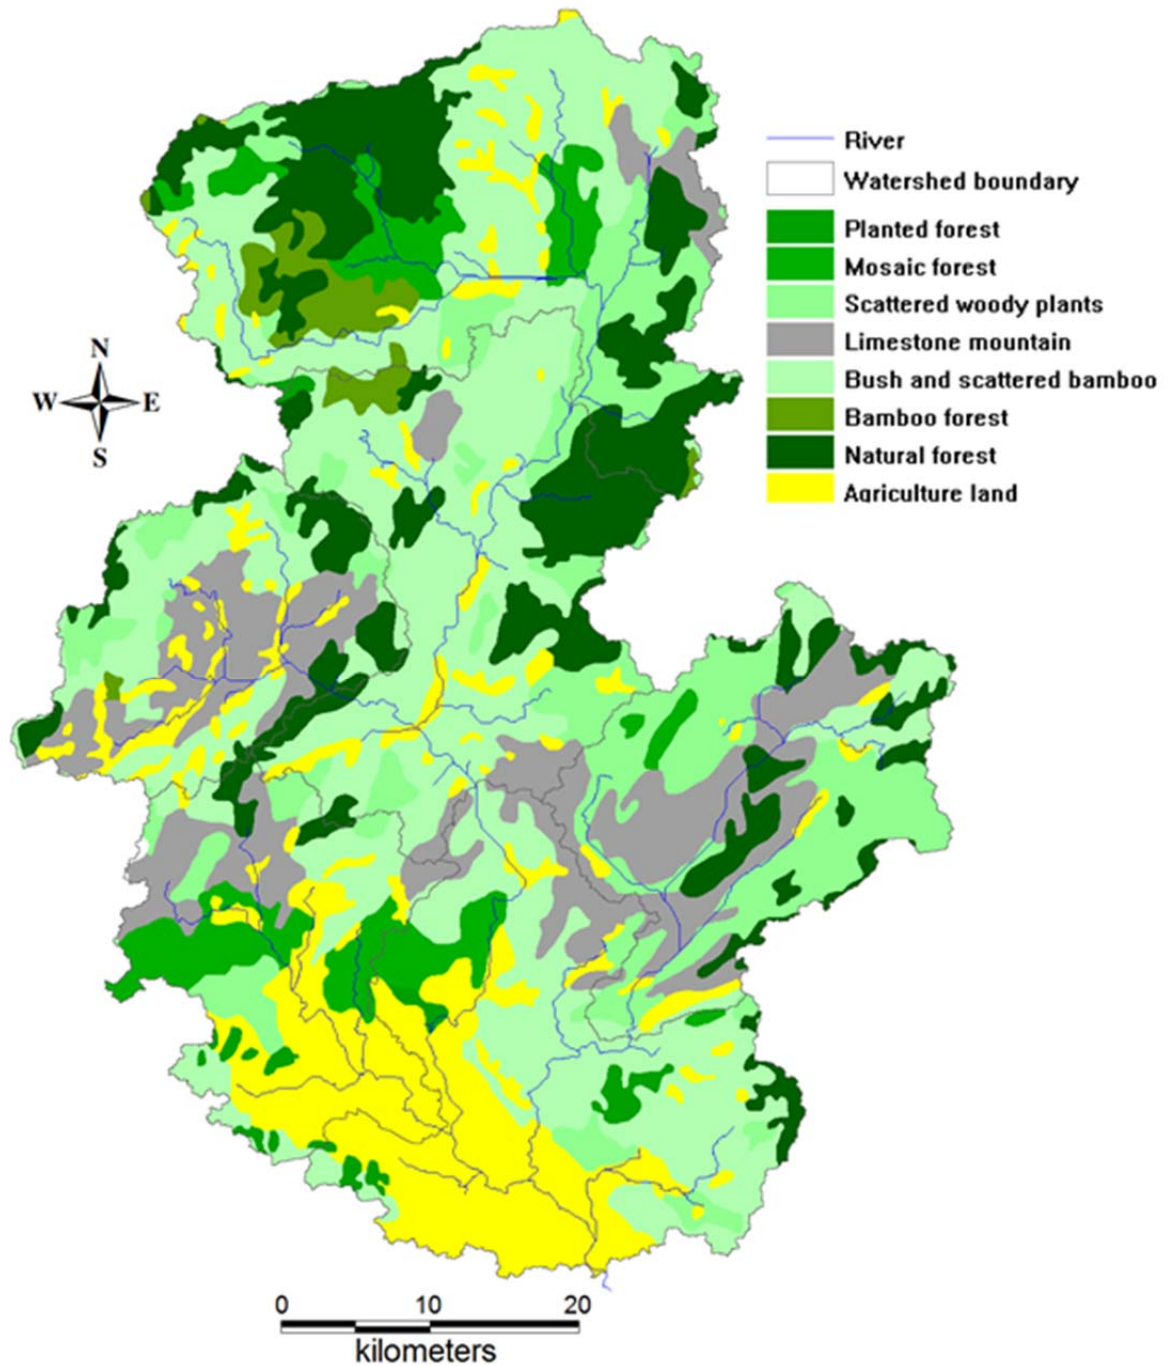 River
Watershed boundary
Planted forest
Mosaic forest
Scattered woody plants
Limestone mountain
Bush and scattered bamboo
Bamboo forest
Natural forest
Agriculture land
N
W E
S
0 10 20
kilometers